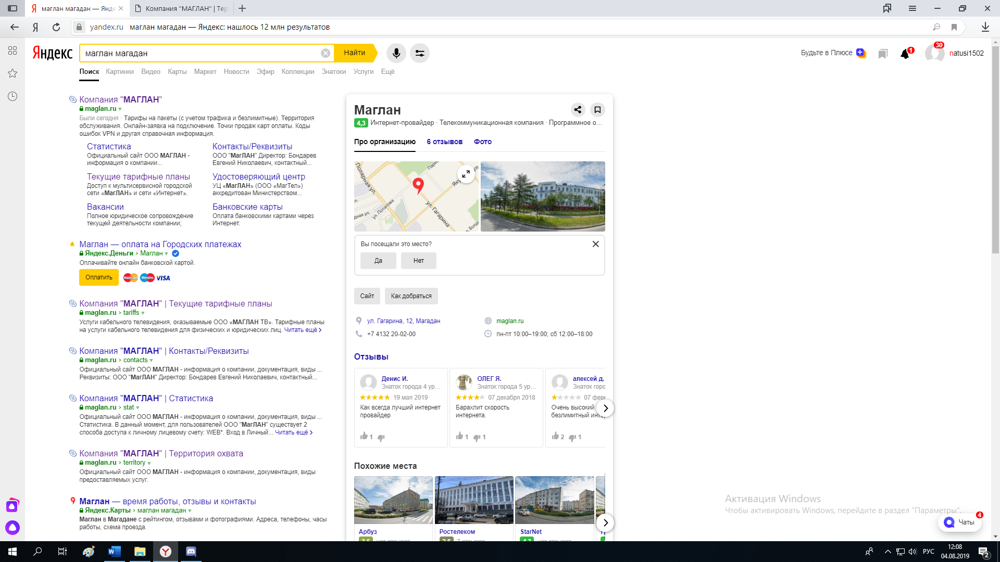 маглан магадан — Янде
Компания "МАГЛАН" | Тер
yandex.ru маглан магадан — Яндекс: нашлось 12 млн результатов
Яндекс
маглан магадан
Найти
Будьте в Плюсе
1
30
natusi1502
Поиск Картинки Видео Карты Маркет Новости Эфир Коллекции Знатоки Услуги Ещё
Компания "МАГЛАН"
maglan.ru
Были сегодня · Тарифы на пакеты (с учетом трафика и безлимитные). Территория
обслуживания. Онлайн-заявка на подключение. Точки продаж карт оплаты. Коды
ошибок VPN и другая справочная информация.
Статистика
Официальный сайт ООО МАГЛАН -
информация о компании...
Контакты/Реквизиты
ООО "МагЛАН" Директор: Бондарев
Евгений Николаевич, контактный...
Текущие тарифные планы
Доступ к мультисервисной городской
сети «МагЛАН» и сети «Интернет».
Удостоверяющий центр
УЦ «МагЛАН» (ООО «МагТел»)
аккредитован Министерством...
Вакансии
Полное юридическое сопровождение
текущей деятельности компании;
Банковские карты
Оплата банковскими картами через
Интернет.
Маглан — оплата на Городских платежах
Яндекс.Деньги › Маглан
Оплачивайте онлайн банковской картой.
Оплатить
MasterCard Maestro VISA
Компания "МАГЛАН" | Текущие тарифные планы
maglan.ru › tariffs
Услуги кабельного телевидения, оказываемые ООО «МАГЛАН ТВ». Тарифные планы
на услуги кабельного телевидения для физических и юридических лиц. Читать ещё ›
Компания "МАГЛАН" | Контакты/Реквизиты
maglan.ru › contacts
Официальный сайт ООО МАГЛАН - информация о компании, документация, виды ...
Реквизиты: ООО "МагЛАН" Директор: Бондарев Евгений Николаевич, контактный...
Компания "МАГЛАН" | Статистика
maglan.ru › stat
Официальный сайт ООО МАГЛАН - информация о компании, документация, виды ...
Статистика. В данный момент, для пользователей ООО "МагЛАН" существует 2
способа доступа к личному лицевому счету: WEB*. Вход в Личный... Читать ещё ›
Компания "МАГЛАН" | Территория охвата
maglan.ru › territory
Официальный сайт ООО МАГЛАН - информация о компании, документация, виды
предоставляемых услуг.
Маглан — время работы, отзывы и контакты
Яндекс.Карты › маглан магадан
Маглан в Магадане с рейтингом, отзывами и фотографиями. Адреса, телефоны, часы
работы, схема проезда.
Маглан
4,3 Интернет-провайдер · Телекоммуникационная компания · Программное о...
Про организацию 6 отзывов Фото
Полярная ул.
Парко
Яку
ул.
ул. Потапова
дная ул.
ул. Гагарина
ул. Болд
Вы посещали это место?
Да
Нет
Сайт
Как добраться
ул. Гагарина, 12, Магадан
maglan.ru
+7 4132 20-02-00
пн-пт 10:00–19:00; сб 12:00–18:00
Отзывы
Денис И.
Знаток города 4 ур...
19 мая 2019
Как всегда лучший интернет
провайдер
1
ОЛЕГ Я.
Знаток города 5 ур...
07 декабря 2018
Барахлит скорость
интернета.
1 1
алексей д.
Знаток горо
07 фев
Очень высокий
безлимитный инте
2 1
Похожие места
Арбуз
Ростелеком
StarNet
Активация Windows
Чтобы активировать Windows, перейдите в раздел "Параметры".
Чаты
4
РУС
12:08
04.08.2019
2